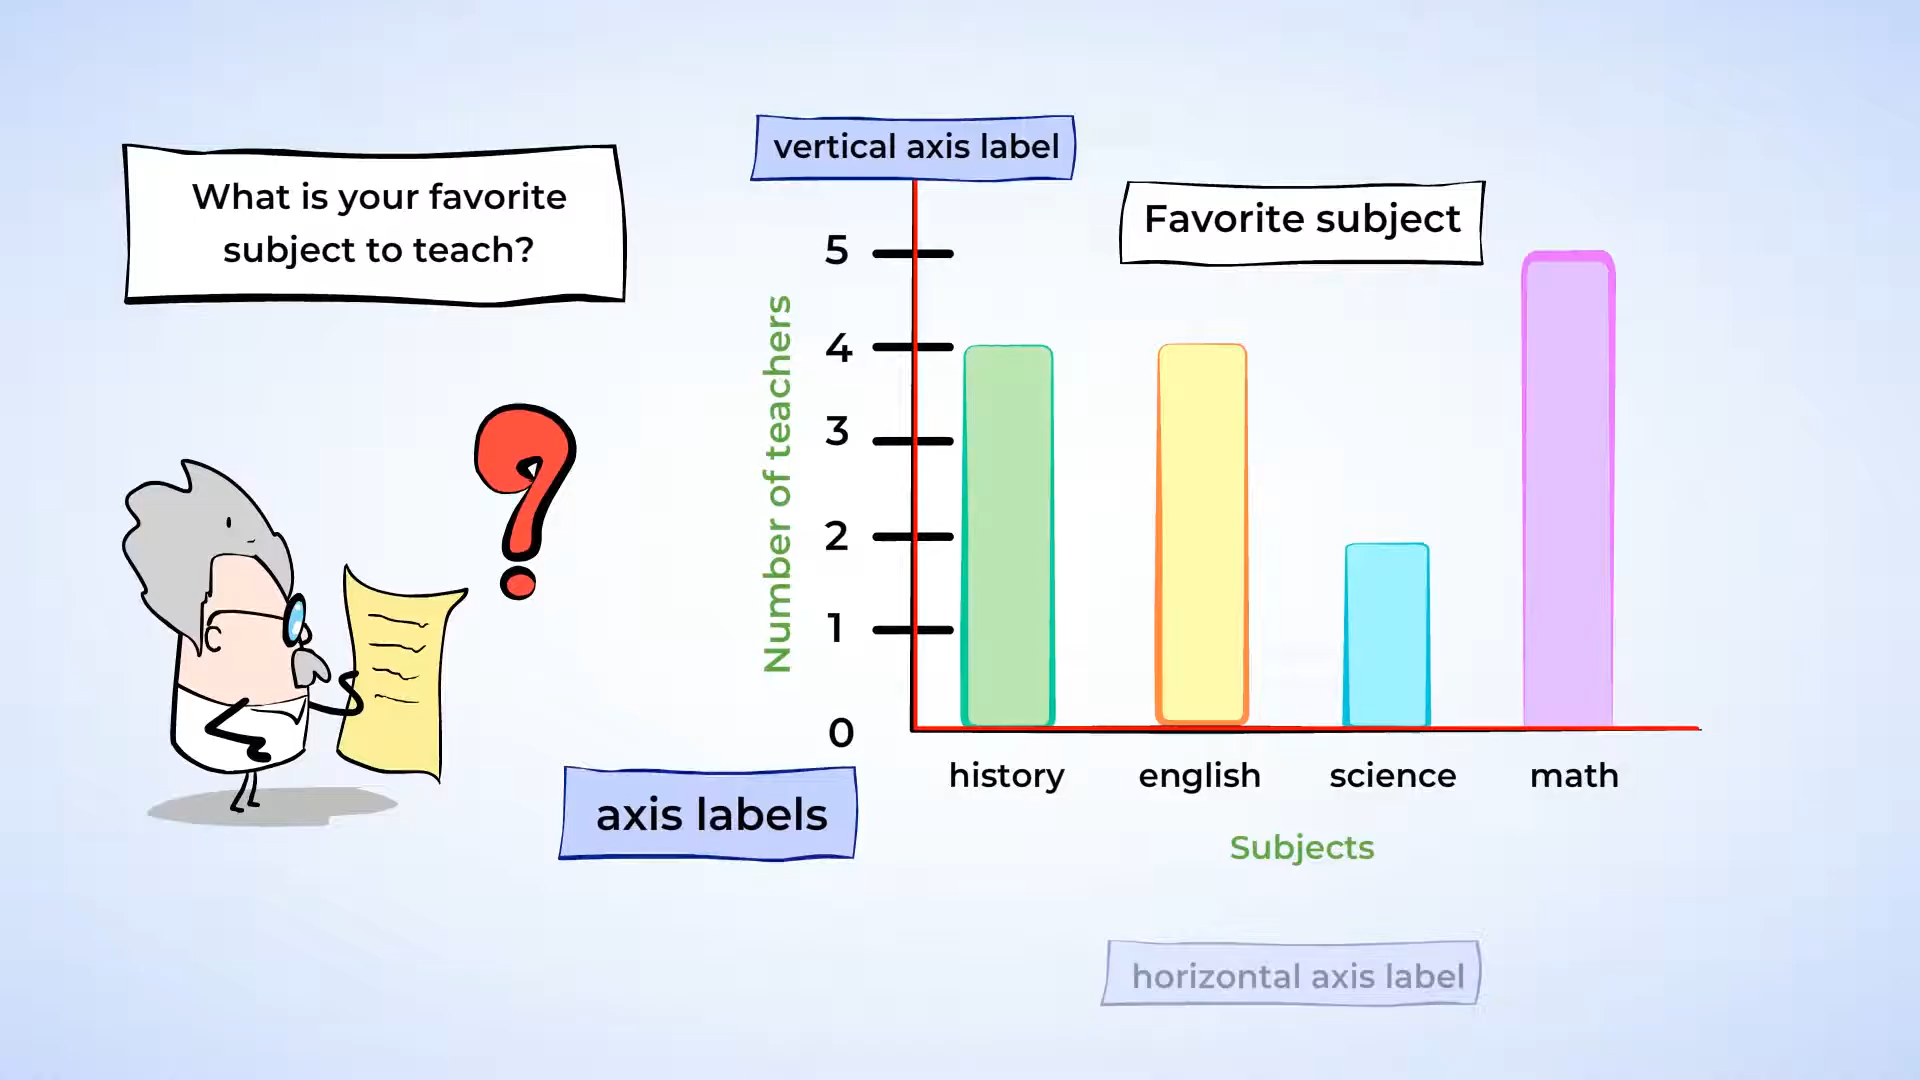 What is your favorite
subject to teach?
vertical axis label
Favorite subject
Number of teachers
5
4
3
2
1
0
history english science math
Subjects
axis labels
horizontal axis label